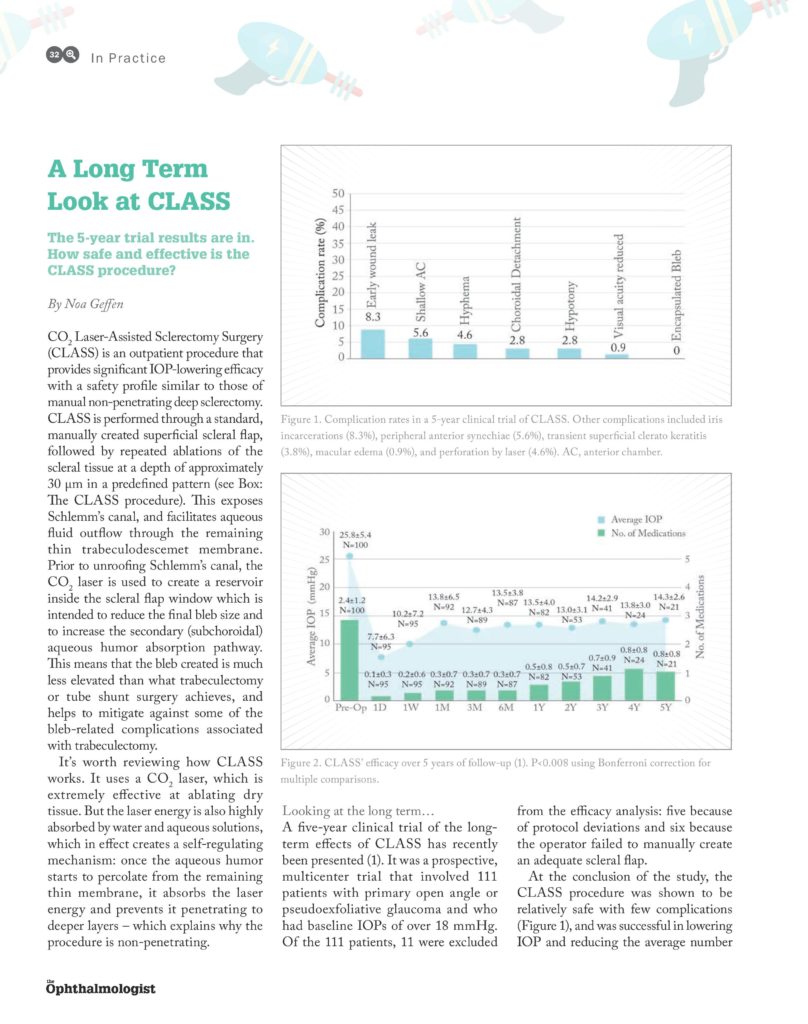 32
In Practice
A Long Term
Look at CLASS
The 5-year trial results are in.
How safe and effective is the
CLASS procedure?
By Noa Geffen
CO2 Laser-Assisted Sclerectomy Surgery
(CLASS) is an outpatient procedure that
provides significant IOP-lowering efficacy
with a safety profile similar to those of
manual non-penetrating deep sclerectomy.
CLASS is performed through a standard,
manually created superficial scleral flap,
followed by repeated ablations of the
scleral tissue at a depth of approximately
30 µm in a predefined pattern (see Box:
The CLASS procedure). This exposes
Schlemm's canal, and facilitates aqueous
fluid outflow through the remaining
thin trabeculodescemet membrane.
Prior to unroofing Schlemm's canal, the
CO2 laser is used to create a reservoir
inside the scleral flap window which is
intended to reduce the final bleb size and
to increase the secondary (subchoroidal)
aqueous humor absorption pathway.
This means that the bleb created is much
less elevated than what trabeculectomy
or tube shunt surgery achieves, and
helps to mitigate against some of the
bleb-related complications associated
with trabeculectomy.
It's worth reviewing how CLASS
works. It uses a CO2 laser, which is
extremely effective at ablating dry
tissue. But the laser energy is also highly
absorbed by water and aqueous solutions,
which in effect creates a self-regulating
mechanism: once the aqueous humor
starts to percolate from the remaining
thin membrane, it absorbs the laser
energy and prevents it penetrating to
deeper layers – which explains why the
procedure is non-penetrating.
Complication rate (%)
50
45
40
35
30
25
20
15
10
5
0
Early wound leak
8.3
Shallow AC
5.6
Hyphema
4.6
Choroidal Detachment
2.8
Hypotony
2.8
Visual acuity reduced
0.9
Encapsulated Bleb
0
Figure 1. Complication rates in a 5-year clinical trial of CLASS. Other complications included iris
incarcerations (8.3%), peripheral anterior synechiae (5.6%), transient superficial clerato keratitis
(3.8%), macular edema (0.9%), and perforation by laser (4.6%). AC, anterior chamber.
Average IOP
No. of Medications
Average IOP (mmHg)
30
25
20
15
10
5
0
25.8±5.4
N=100
7.7±6.3
N=95
10.2±7.2
N=95
13.8±6.5
N=92
12.7±4.3
N=89
13.5±3.8
N=87
13.5±4.0
N=82
13.0±3.1
N=53
14.2±2.9
N=41
13.8±3.0
N=24
14.3±2.6
N=21
2.4±1.2
N=100
0.1±0.3
N=95
0.2±0.6
N=95
0.3±0.7
N=92
0.3±0.7
N=89
0.3±0.7
N=87
0.5±0.8
N=82
0.5±0.7
N=53
0.7±0.9
N=41
0.8±0.8
N=24
0.8±0.8
N=21
5
4
3
2
1
0
No. of Medications
Pre-Op 1D 1W 1M 3M 6M 1Y 2Y 3Y 4Y 5Y
Figure 2. CLASS' efficacy over 5 years of follow-up (1). P<0.008 using Bonferroni correction for
multiple comparisons.
Looking at the long term…
A five-year clinical trial of the long-
term effects of CLASS has recently
been presented (1). It was a prospective,
multicenter trial that involved 111
patients with primary open angle or
pseudoexfoliative glaucoma and who
had baseline IOPs of over 18 mmHg.
Of the 111 patients, 11 were excluded
from the efficacy analysis: five because
of protocol deviations and six because
the operator failed to manually create
an adequate scleral flap.
At the conclusion of the study, the
CLASS procedure was shown to be
relatively safe with few complications
(Figure 1), and was successful in lowering
IOP and reducing the average number
the
Ophthalmologist